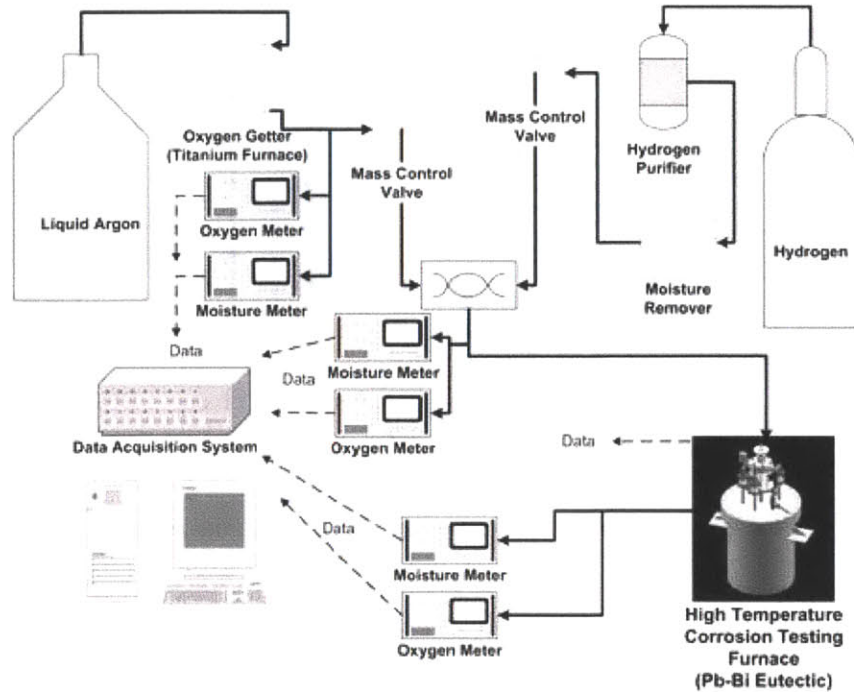 Liquid Argon
Oxygen Getter
(Titanium Furnace)
Oxygen Meter
Moisture Meter
Mass Control
Valve
Mass Control
Valve
Hydrogen
Purifier
Hydrogen
Moisture
Remover
Data
Data Acquisition System
Moisture Meter
Data
Oxygen Meter
Data
Data
Moisture Meter
Oxygen Meter
High Temperature
Corrosion Testing
Furnace
(Pb-Bi Eutectic)